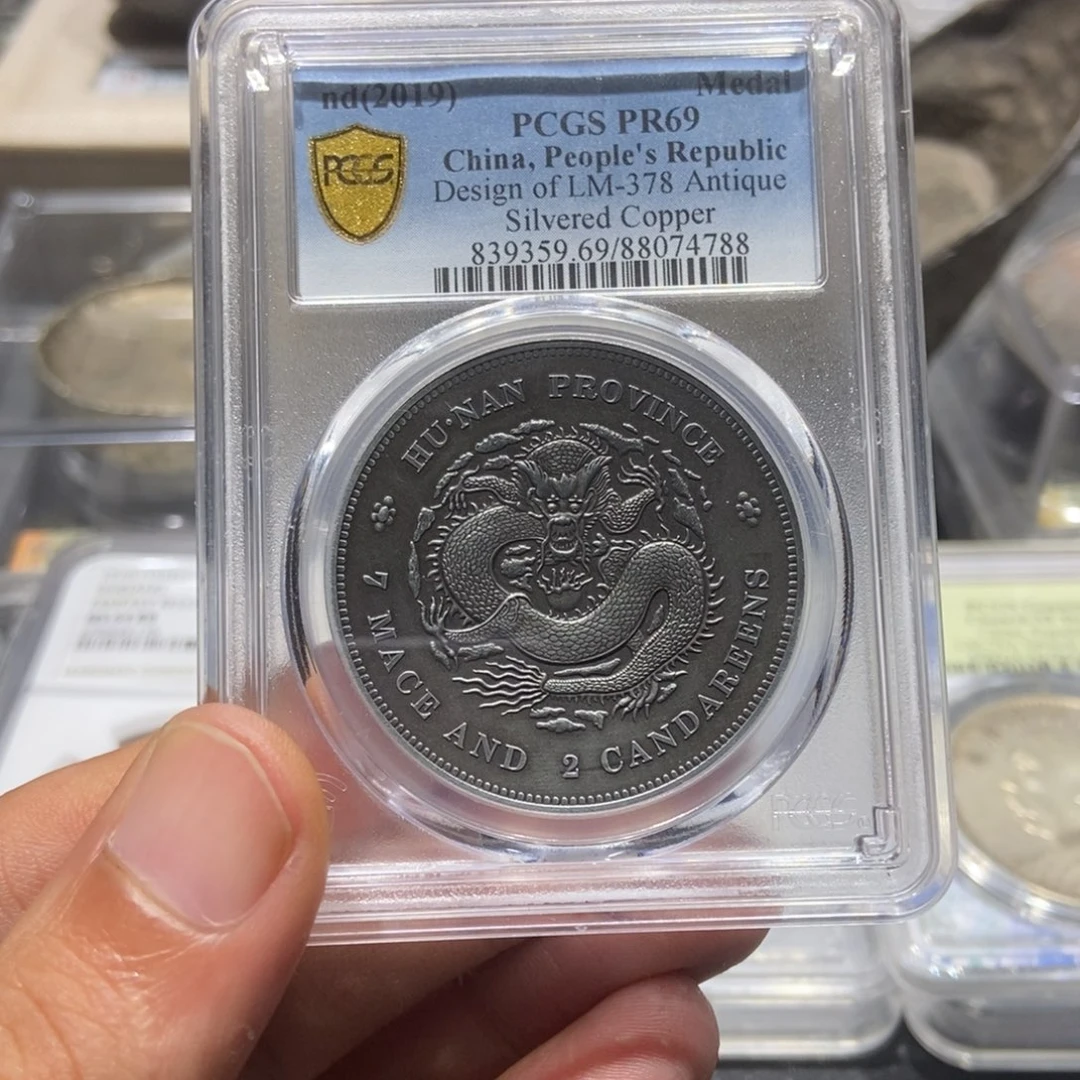 nd(2019) Medal
PCGS PR69
China, People's Republic
Design of LM-378 Antique
Silvered Copper
839359.69/88074788
PCGS
HU·NAN PROVINCE
7 MACE AND 2 CANDAREENS
PCGS